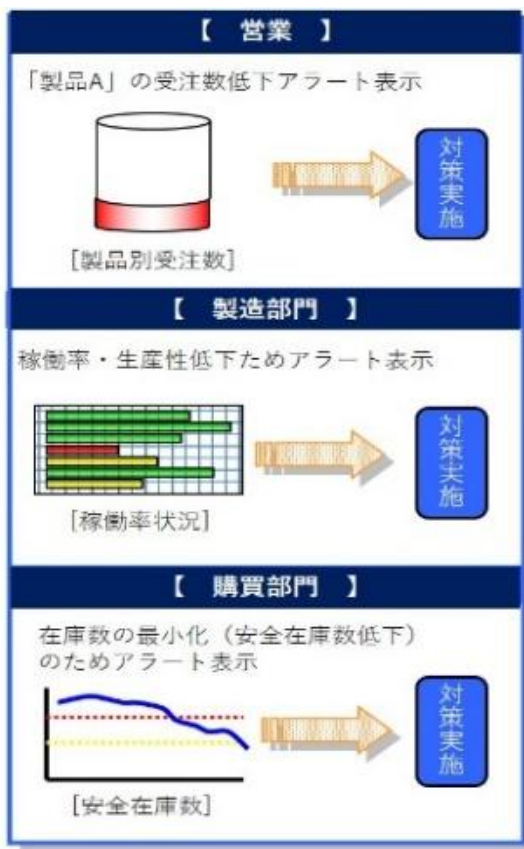 【 営業 】
「製品A」の受注数低下アラート表示
対策実施
[製品別受注数]
【 製造部門 】
稼働率・生産性低下ためアラート表示
対策実施
[稼働率状況]
【 購買部門 】
在庫数の最小化(安全在庫数低下)
のためアラート表示
対策実施
[安全在庫数]